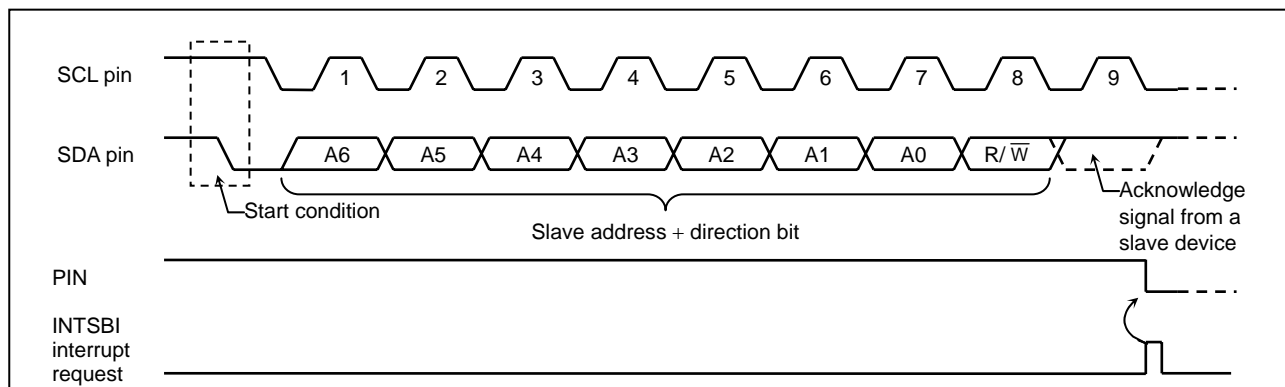 SCL pin
1 2 3 4 5 6 7 8 9
SDA pin
A6 A5 A4 A3 A2 A1 A0 R/W̅
Start condition
Slave address + direction bit
Acknowledge
signal from a
slave device
PIN
INTSBI
interrupt
request